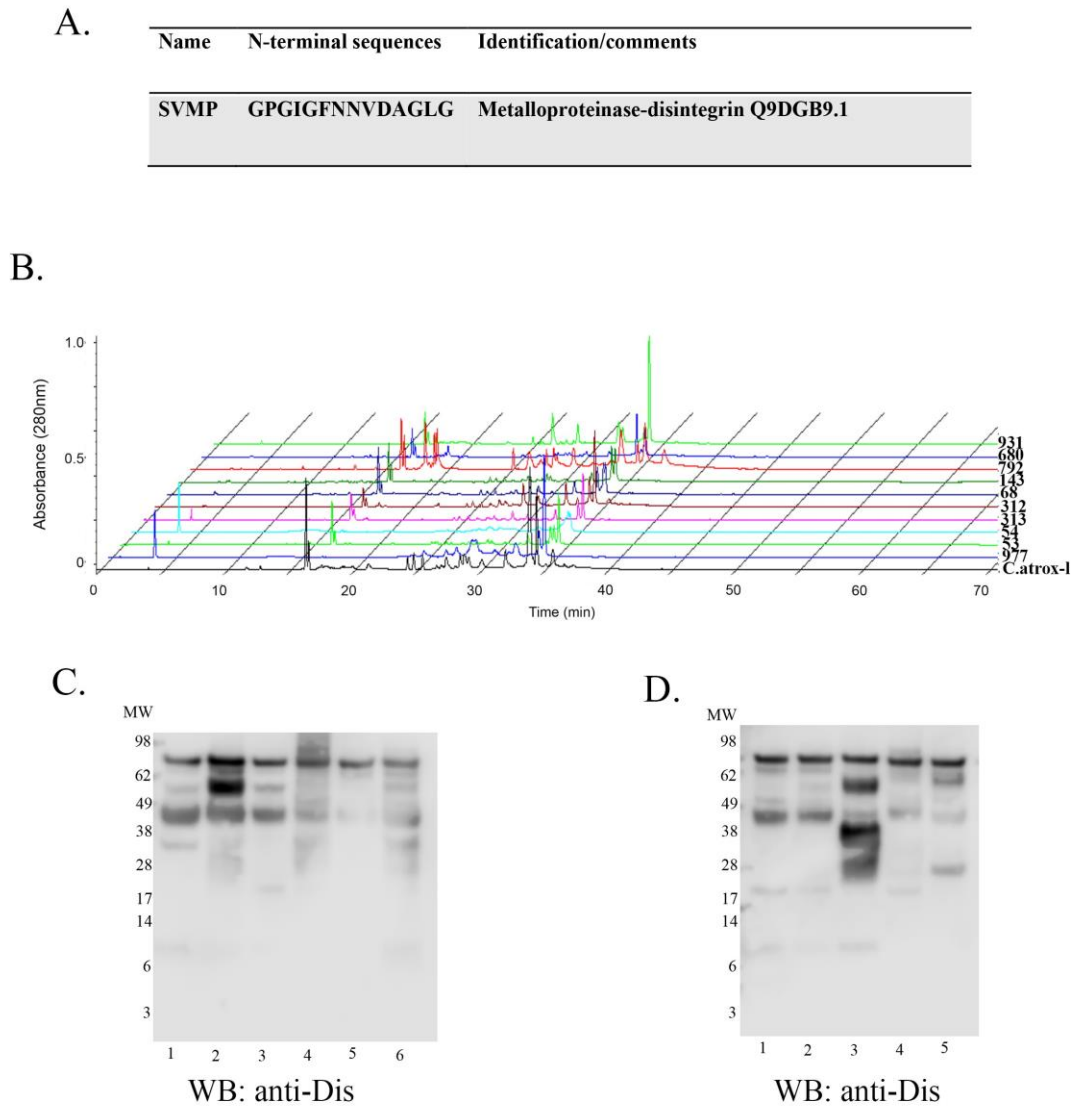 A.
Name N-terminal sequences Identification/comments
SVMP GPGIGFNNVDAGLG Metalloproteinase-disintegrin Q9DGB9.1
B.
Absorbance (280nm)
1.0
0.5
0
931
680
792
143
68
312
313
54
53
977
C.atrox-I
0 10 20 30 40 50 60 70
Time (min)
C.
MW
98
62
49
38
28
17
14
6
3
1 2 3 4 5 6
WB: anti-Dis
D.
MW
98
62
49
38
28
17
14
6
3
1 2 3 4 5
WB: anti-Dis